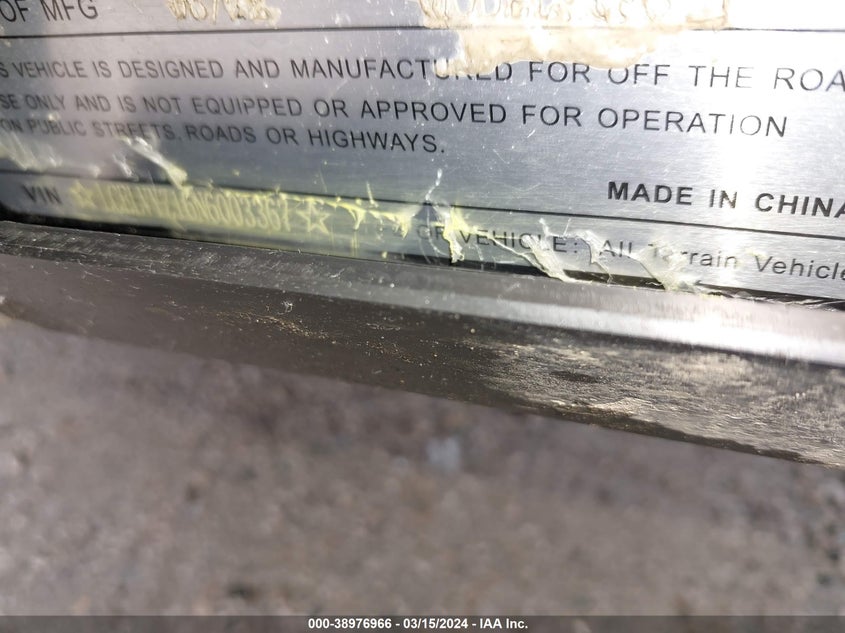 OF MFG
S VEHICLE IS DESIGNED AND MANUFACTURED FOR OFF THE ROA
SE ONLY AND IS NOT EQUIPPED OR APPROVED FOR OPERATION
ON PUBLIC STREETS, ROADS OR HIGHWAYS.
MADE IN CHINA
VIN
VEHICLE: All Terrain Vehicle
000-38976966 - 03/15/2024 - IAA Inc.